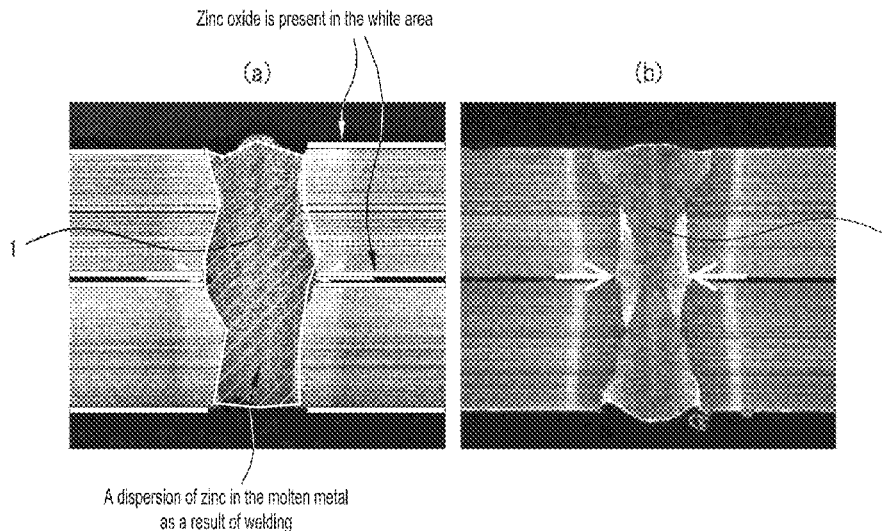 Zinc oxide is present in the white area
(a)
(b)
1
A dispersion of zinc in the molten metal
as a result of welding